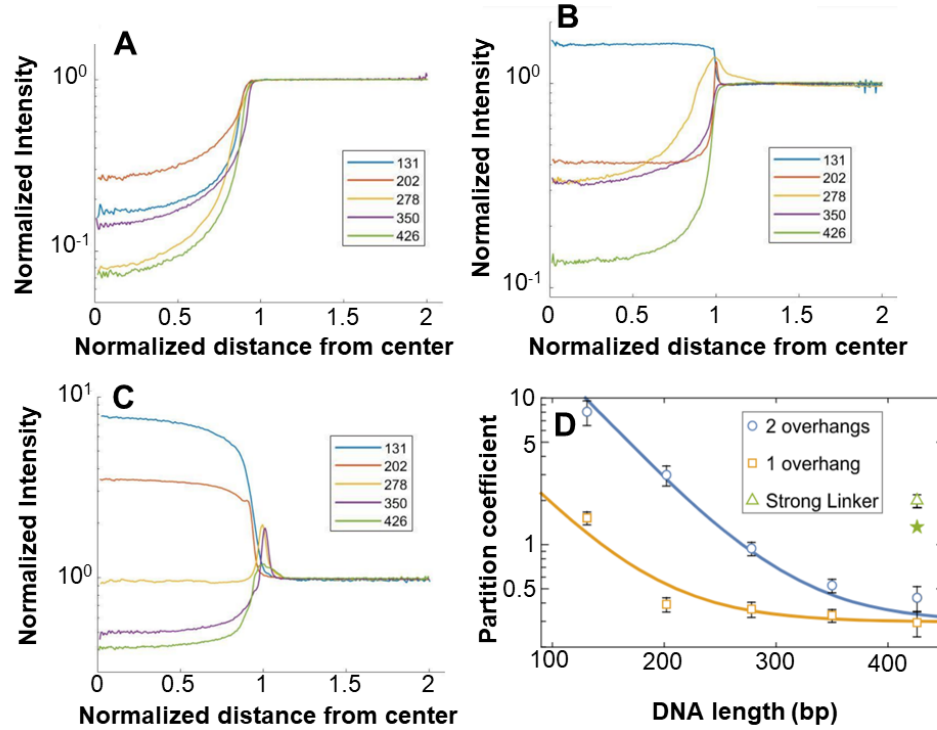 A
Normalized Intensity
10^0
10^-1
131
202
278
350
426
0
0.5
1
1.5
2
Normalized distance from center
B
Normalized Intensity
10^0
10^-1
131
202
278
350
426
0
0.5
1
1.5
2
Normalized distance from center
C
Normalized Intensity
10^1
10^0
131
202
278
350
426
0
0.5
1
1.5
2
Normalized distance from center
D
Partition coefficient
10
5
1
0.5
2 overhangs
1 overhang
Strong Linker
100
200
300
400
DNA length (bp)